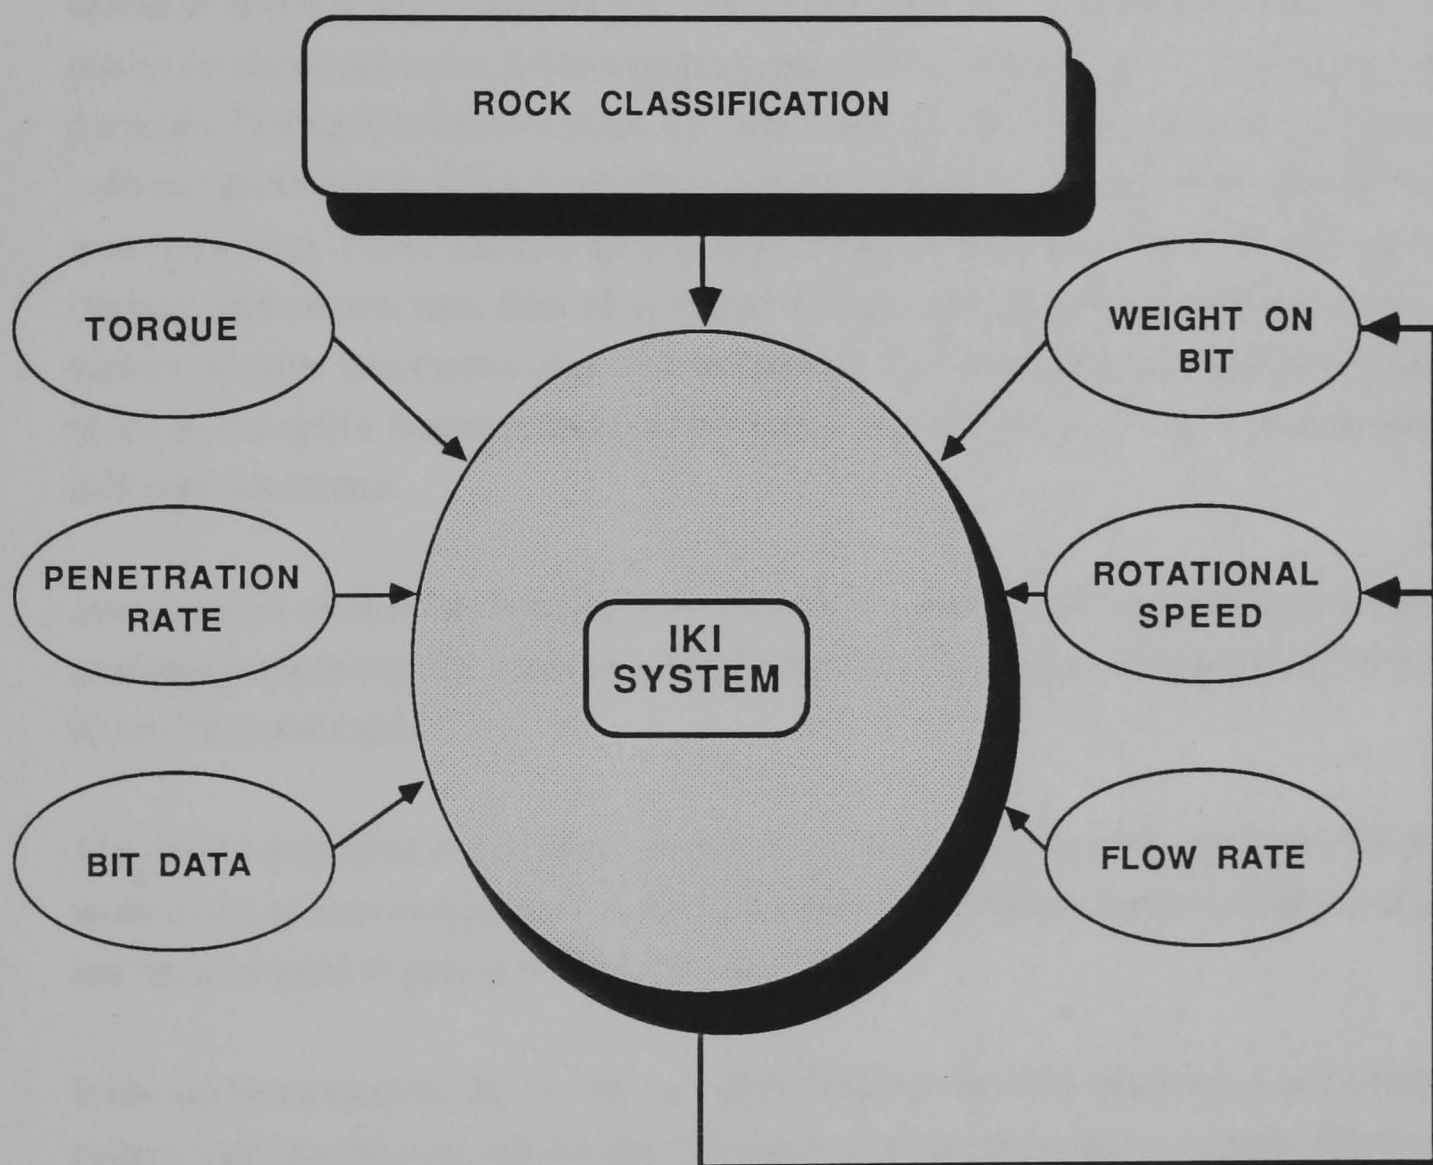 ROCK CLASSIFICATION
TORQUE
WEIGHT ON
BIT
PENETRATION
RATE
ROTATIONAL
SPEED
IKI
SYSTEM
BIT DATA
FLOW RATE